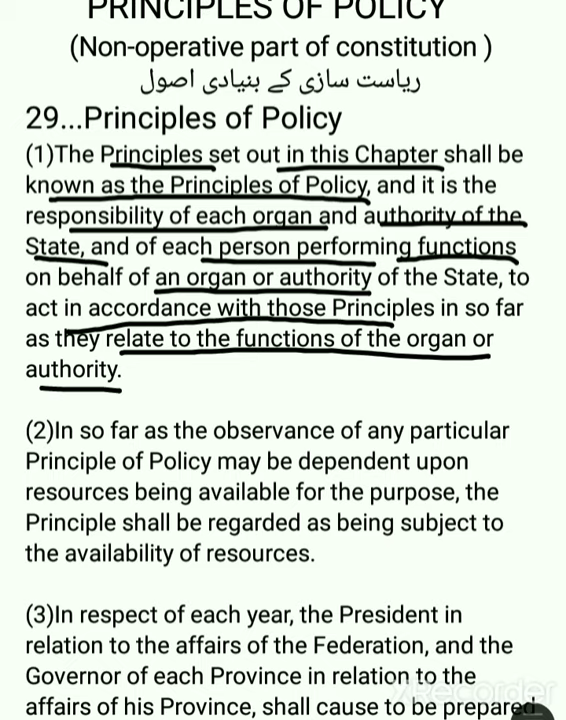 PRINCIPLES OF POLICY
(Non-operative part of constitution )
ریاست سازی کے بنیادی اصول
29...Principles of Policy
(1)The Principles set out in this Chapter shall be
known as the Principles of Policy, and it is the
responsibility of each organ and authority of the
State, and of each person performing functions
on behalf of an organ or authority of the State, to
act in accordance with those Principles in so far
as they relate to the functions of the organ or
authority.
(2)In so far as the observance of any particular
Principle of Policy may be dependent upon
resources being available for the purpose, the
Principle shall be regarded as being subject to
the availability of resources.
(3)In respect of each year, the President in
relation to the affairs of the Federation, and the
Governor of each Province in relation to the
XRecorder
affairs of his Province, shall cause to be prepared